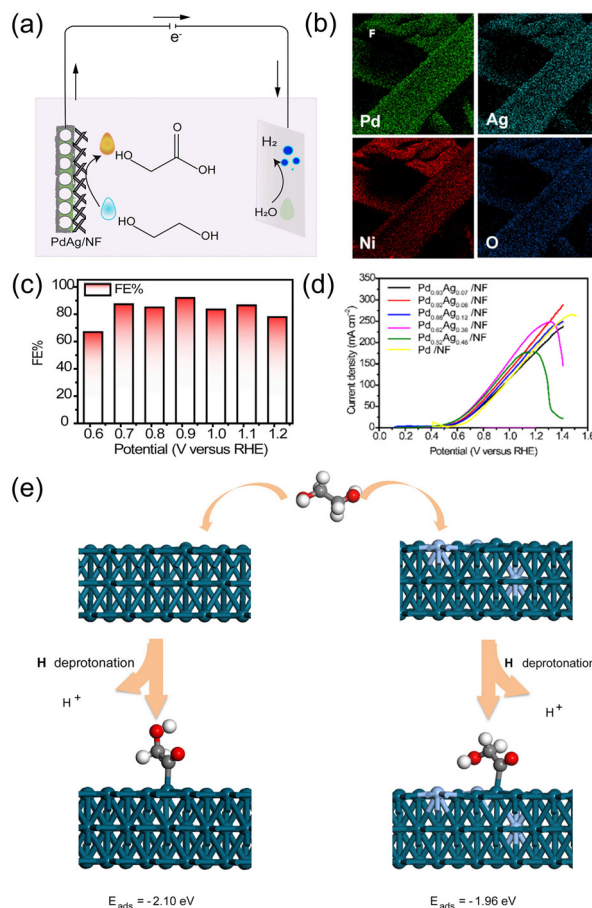 (a)
e-
PdAg/NF
HO
O
OH
HO
OH
H₂
H₂O
(b)
F
Pd
Ag
Ni
O
(c)
FE%
FE%
100
80
60
40
20
0
0.6 0.7 0.8 0.9 1.0 1.1 1.2
Potential (V versus RHE)
(d)
Current density (mA cm⁻²)
350
300
250
200
150
100
50
0
Pd₀.₉₃Ag₀.₀₇ /NF
Pd₀.₉₂Ag₀.₀₈ /NF
Pd₀.₈₈Ag₀.₁₂ /NF
Pd₀.₆₂Ag₀.₃₈ /NF
Pd₀.₅₂Ag₀.₄₈ /NF
Pd /NF
0.0 0.2 0.4 0.6 0.8 1.0 1.2 1.4 1.6
Potential (V versus RHE)
(e)
H deprotonation
H⁺
H deprotonation
H⁺
E_ads = -2.10 eV
E_ads = -1.96 eV